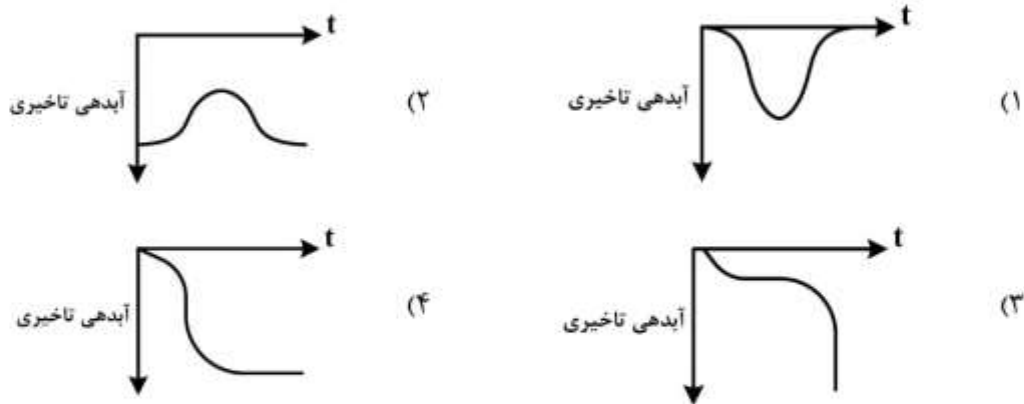 t
آبدهی تاخیری
(۱
t
آبدهی تاخیری
(۲
t
آبدهی تاخیری
(۳
t
آبدهی تاخیری
(۴